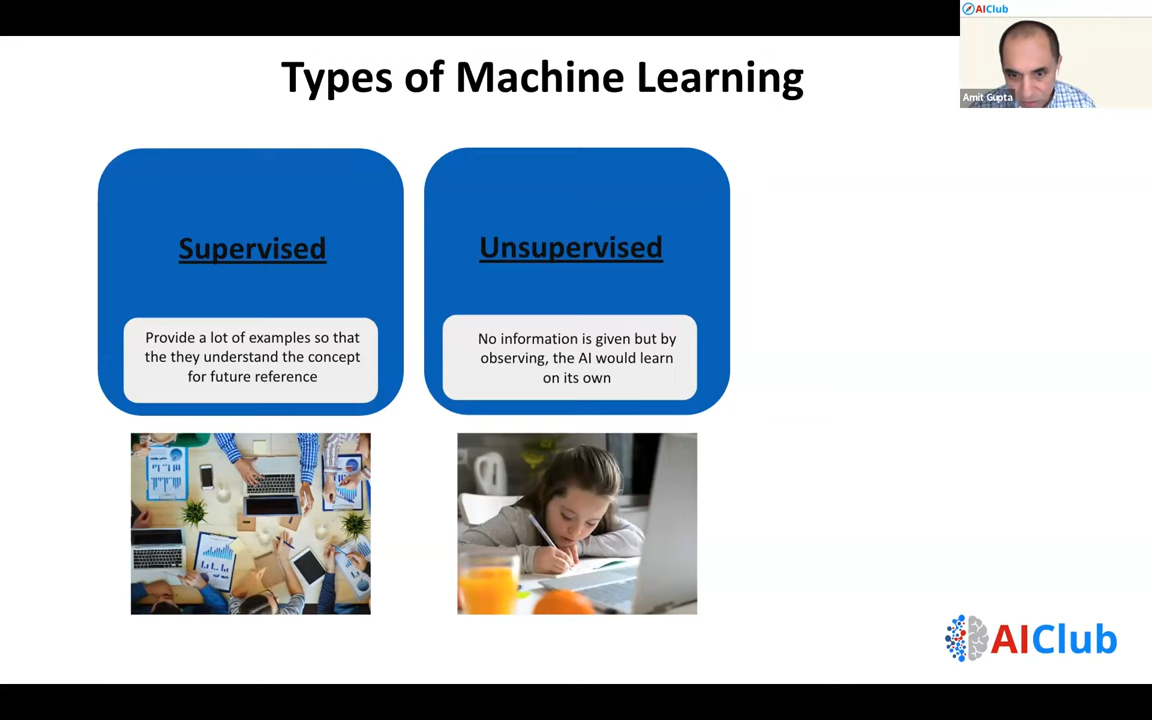 AIClub
Amit Gupta
Types of Machine Learning
Supervised
Provide a lot of examples so that
the they understand the concept
for future reference
Unsupervised
No information is given but by
observing, the AI would learn
on its own
AIClub